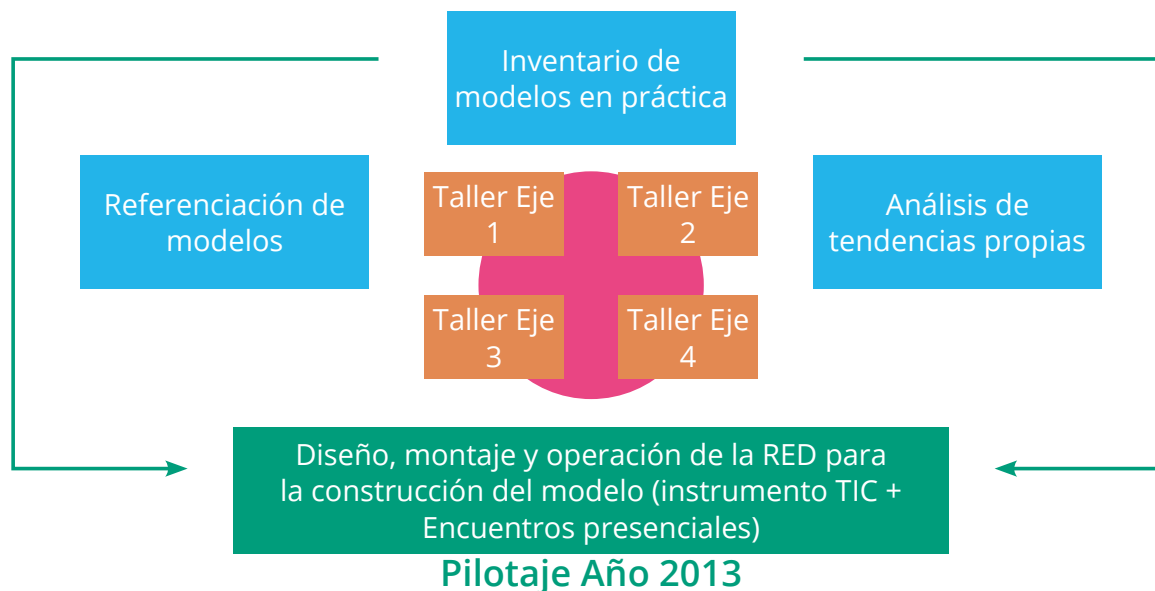 Inventario de
modelos en práctica
Referenciación de
modelos
Taller Eje
1
Taller Eje
2
Análisis de
tendencias propias
Taller Eje
3
Taller Eje
4
Diseño, montaje y operación de la RED para
la construcción del modelo (instrumento TIC +
Encuentros presenciales)
Pilotaje Año 2013